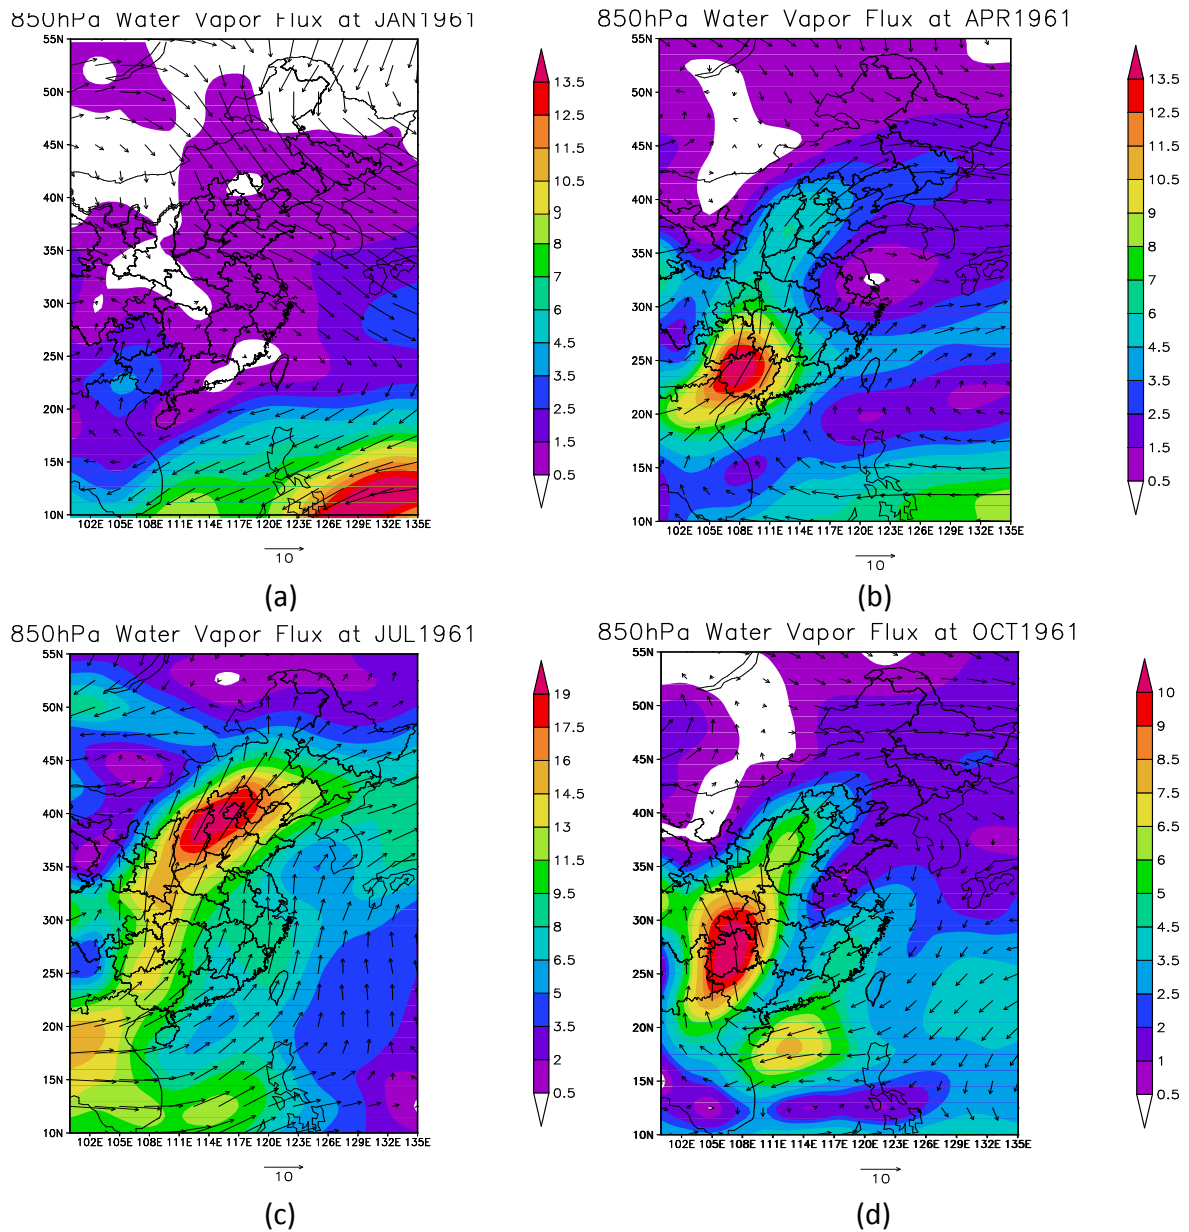 850hPa Water Vapor Flux at JAN1961
55N
50N
45N
40N
35N
30N
25N
20N
15N
10N
102E 105E 108E 111E 114E 117E 120E 123E 126E 129E 132E 135E
10
13.5
12.5
11.5
10.5
9
8
7
6
4.5
3.5
2.5
1.5
0.5
(a)
850hPa Water Vapor Flux at APR1961
55N
50N
45N
40N
35N
30N
25N
20N
15N
10N
102E 105E 108E 111E 114E 117E 120E 123E 126E 129E 132E 135E
10
13.5
12.5
11.5
10.5
9
8
7
6
4.5
3.5
2.5
1.5
0.5
(b)
850hPa Water Vapor Flux at JUL1961
55N
50N
45N
40N
35N
30N
25N
20N
15N
10N
102E 105E 108E 111E 114E 117E 120E 123E 126E 129E 132E 135E
10
19
17.5
16
14.5
13
11.5
9.5
8
6.5
5
3.5
2
0.5
(c)
850hPa Water Vapor Flux at OCT1961
55N
50N
45N
40N
35N
30N
25N
20N
15N
10N
102E 105E 108E 111E 114E 117E 120E 123E 126E 129E 132E 135E
10
10
9
8.5
7.5
6.5
5
4.5
3.5
2.5
2
1
0.5
(d)